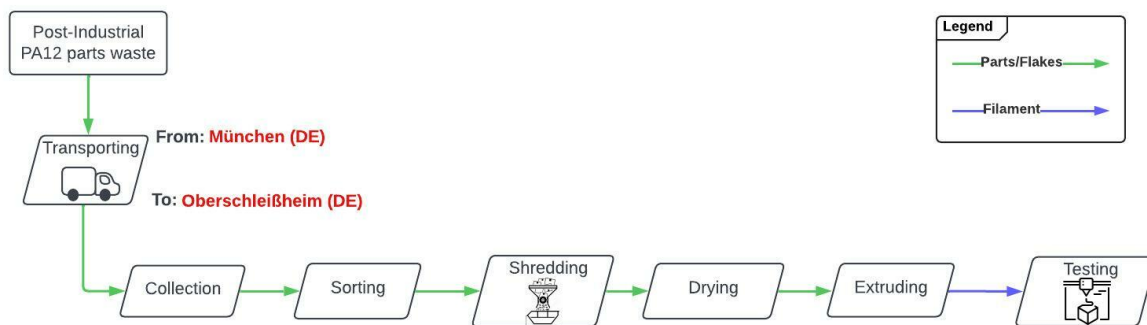 Post-Industrial
PA12 parts waste
Legend
Parts/Flakes
Filament
Transporting
From: München (DE)
To: Oberschleißheim (DE)
Collection
Sorting
Shredding
Drying
Extruding
Testing